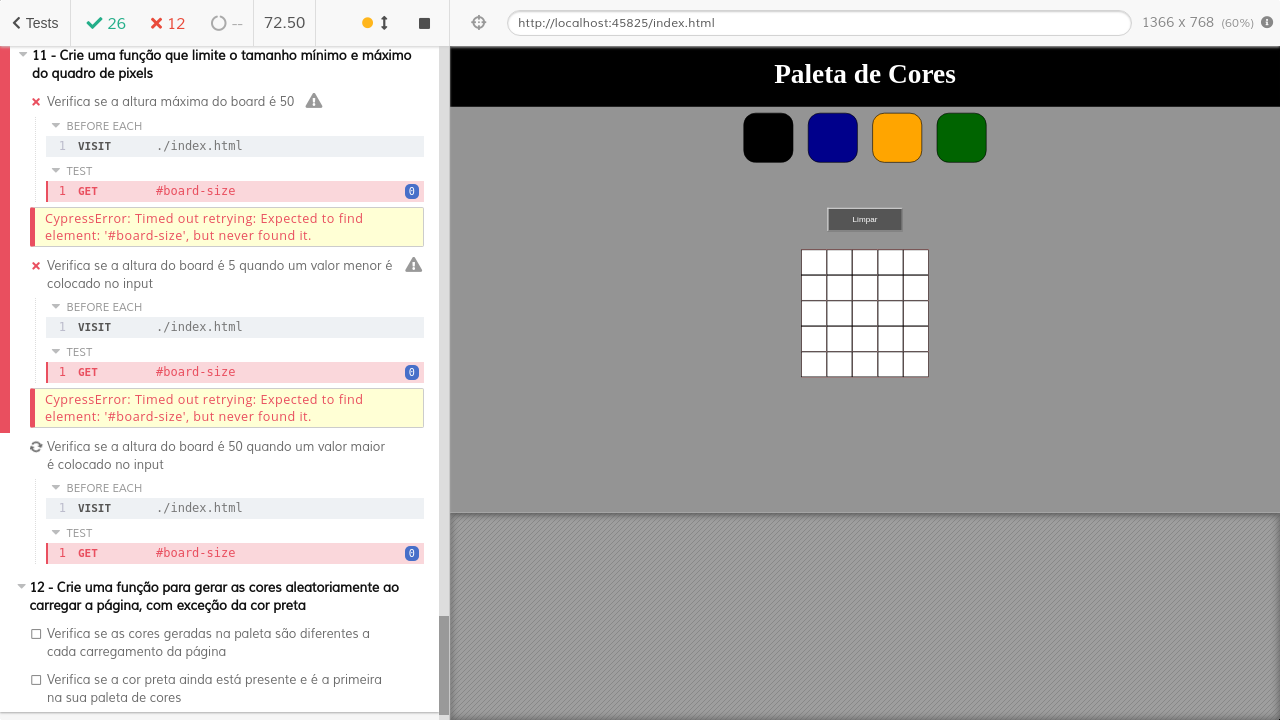 Tests
26
12
--
72.50
http://localhost:45825/index.html
1366 x 768 (60%)
11 - Crie uma função que limite o tamanho mínimo e máximo
do quadro de pixels
Verifica se a altura máxima do board é 50
BEFORE EACH
1 VISIT ./index.html
TEST
1 GET #board-size 0
CypressError: Timed out retrying: Expected to find
element: '#board-size', but never found it.
Verifica se a altura do board é 5 quando um valor menor é
colocado no input
BEFORE EACH
1 VISIT ./index.html
TEST
1 GET #board-size 0
CypressError: Timed out retrying: Expected to find
element: '#board-size', but never found it.
Verifica se a altura do board é 50 quando um valor maior
é colocado no input
BEFORE EACH
1 VISIT ./index.html
TEST
1 GET #board-size 0
12 - Crie uma função para gerar as cores aleatoriamente ao
carregar a página, com exceção da cor preta
Verifica se as cores geradas na paleta são diferentes a
cada carregamento da página
Verifica se a cor preta ainda está presente e é a primeira
na sua paleta de cores
Paleta de Cores
Limpar